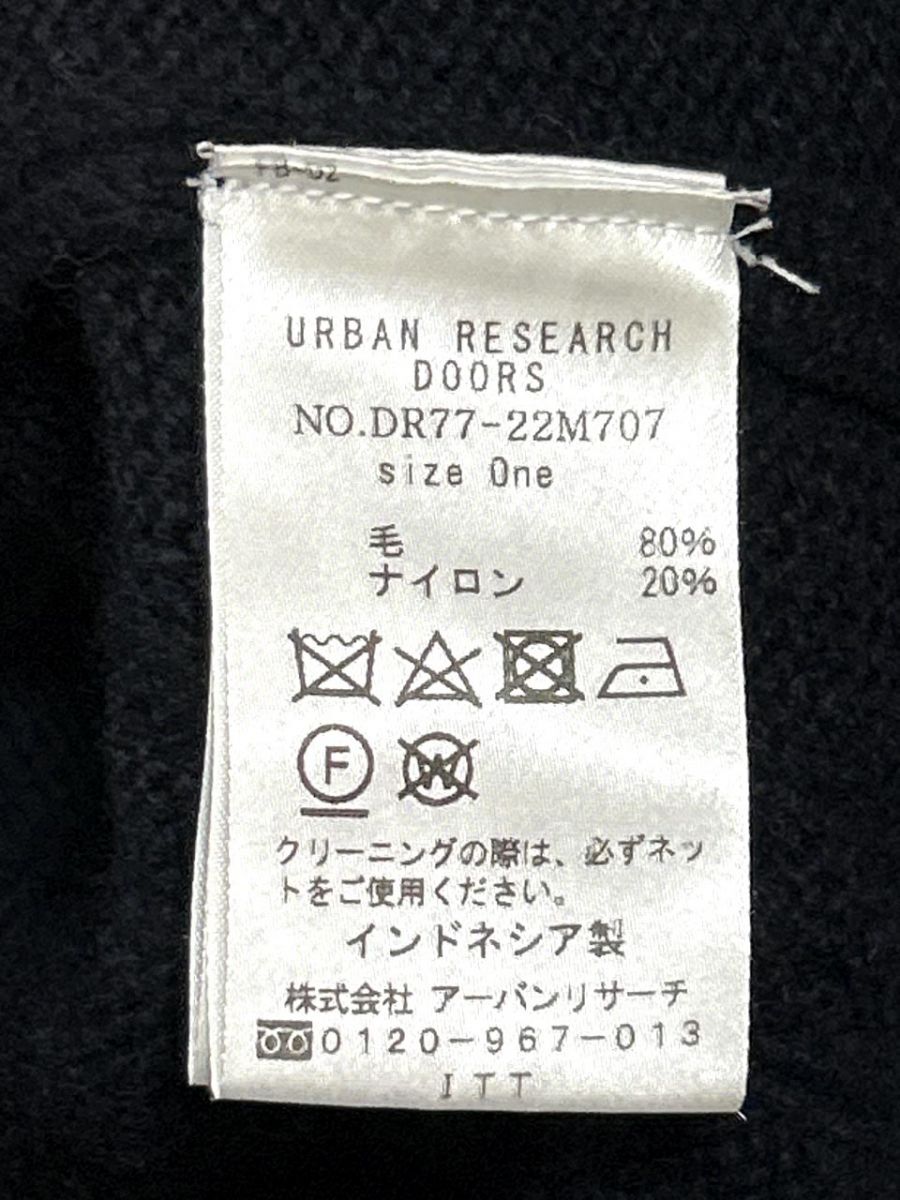 FB-02
URBAN RESEARCH
DOORS
NO.DR77-22M707
size One
毛 80%
ナイロン 20%
F
W
クリーニングの際は、必ずネッ
トをご使用ください。
インドネシア製
株式会社 アーバンリサーチ
0120-967-013
ITT